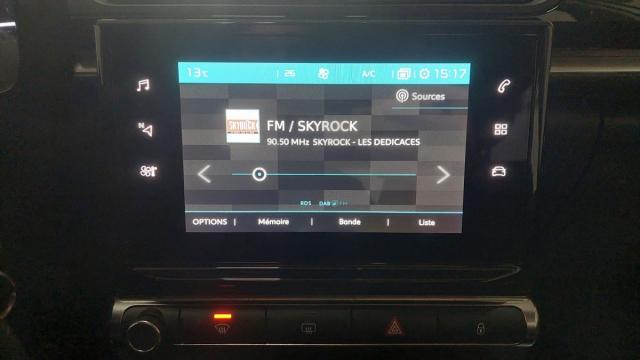 13°C 26 A/C 15:17
Sources
SKYROCK
FM / SKYROCK
90.50 MHz SKYROCK - LES DEDICACES
RDS DAB FM
OPTIONS | Mémoire | Bande | Liste
N